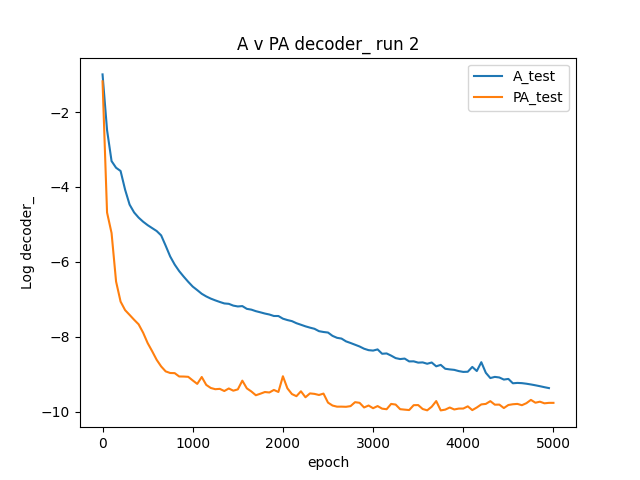 A v PA decoder_ run 2
A_test
PA_test
Log decoder_
−2
−4
−6
−8
−10
0
1000
2000
3000
4000
5000
epoch